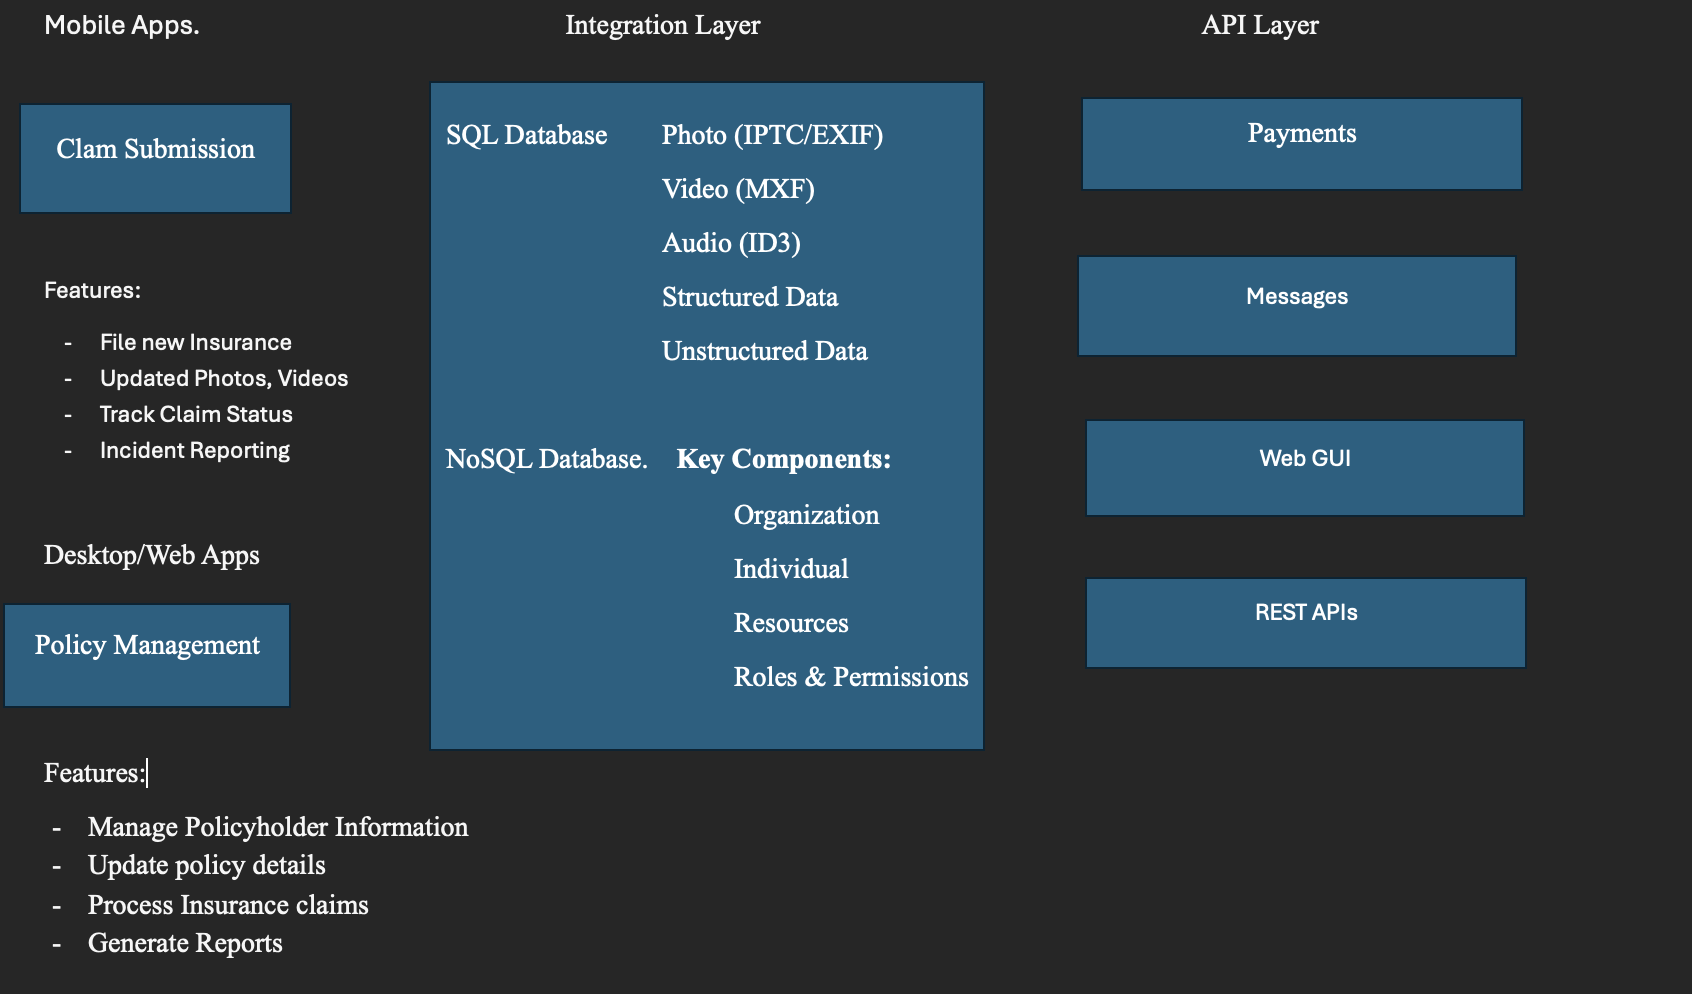 Mobile Apps.
Integration Layer
API Layer
Clam Submission
Features:
- File new Insurance
- Updated Photos, Videos
- Track Claim Status
- Incident Reporting
Desktop/Web Apps
Policy Management
Features:
- Manage Policyholder Information
- Update policy details
- Process Insurance claims
- Generate Reports
SQL Database Photo (IPTC/EXIF)
Video (MXF)
Audio (ID3)
Structured Data
Unstructured Data
NoSQL Database. Key Components:
Organization
Individual
Resources
Roles & Permissions
Payments
Messages
Web GUI
REST APIs